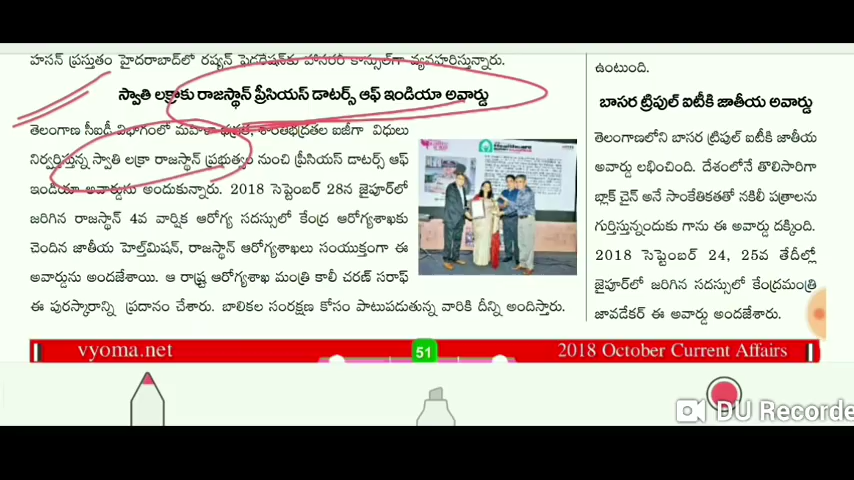 హసన్ ప్రస్తుతం హైదరాబాద్‌లో రష్యన్ ఫెడరేషన్‌కు హానరరీ కాన్సుల్‌గా వ్యవహరిస్తున్నారు.
స్వాతి లక్రాకు రాజస్థాన్ ప్రీసియస్ డాటర్స్ ఆఫ్ ఇండియా అవార్డు
తెలంగాణ సీఐడీ విభాగంలో మహిళా భద్రత, శాంతిభద్రతల ఐజీగా విధులు
నిర్వర్తిస్తున్న స్వాతి లక్రా రాజస్థాన్ ప్రభుత్వం నుంచి ప్రీసియస్ డాటర్స్ ఆఫ్
ఇండియా అవార్డును అందుకున్నారు. 2018 సెప్టెంబర్ 28న జైపూర్‌లో
జరిగిన రాజస్థాన్ 4వ వార్షిక ఆరోగ్య సదస్సులో కేంద్ర ఆరోగ్యశాఖకు
చెందిన జాతీయ హెల్త్‌మిషన్, రాజస్థాన్ ఆరోగ్యశాఖలు సంయుక్తంగా ఈ
అవార్డును అందజేశాయి. ఆ రాష్ట్ర ఆరోగ్యశాఖ మంత్రి కాలీ చరణ్ సరాఫ్
ఈ పురస్కారాన్ని ప్రదానం చేశారు. బాలికల సంరక్షణ కోసం పాటుపడుతున్న వారికి దీన్ని అందిస్తారు.
ఉంటుంది.
బాసర ట్రిపుల్ ఐటీకి జాతీయ అవార్డు
తెలంగాణలోని బాసర ట్రిపుల్ ఐటీకి జాతీయ
అవార్డు లభించింది. దేశంలోనే తొలిసారిగా
బ్లాక్ చైన్ అనే సాంకేతికతతో నకిలీ పత్రాలను
గుర్తిస్తున్నందుకు గాను ఈ అవార్డు దక్కింది.
2018 సెప్టెంబర్ 24, 25వ తేదీల్లో
జైపూర్‌లో జరిగిన సదస్సులో కేంద్రమంత్రి
జావడేకర్ ఈ అవార్డు అందజేశారు.
vyoma.net
51
2018 October Current Affairs
DU Recorde